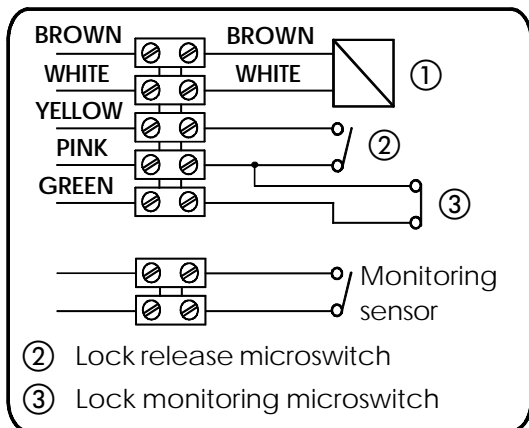 BROWN BROWN
WHITE WHITE
①
YELLOW
②
PINK
GREEN
③
Monitoring
sensor
② Lock release microswitch
③ Lock monitoring microswitch